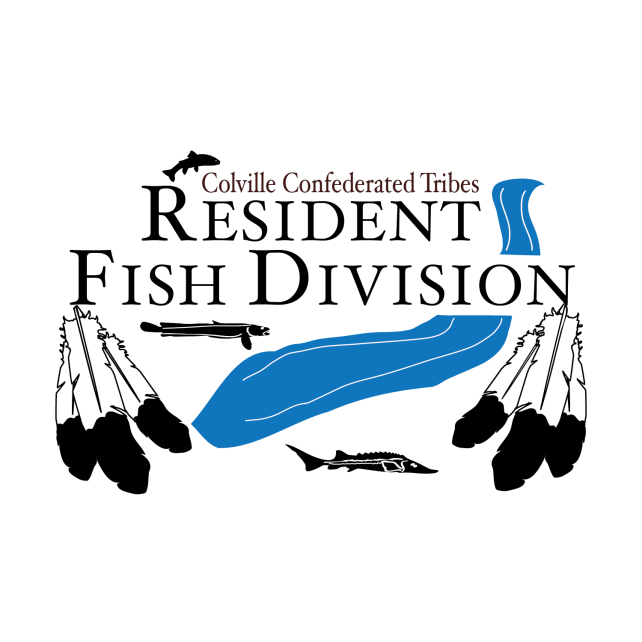 Colville Confederated Tribes
RESIDENT
FISH DIVISION